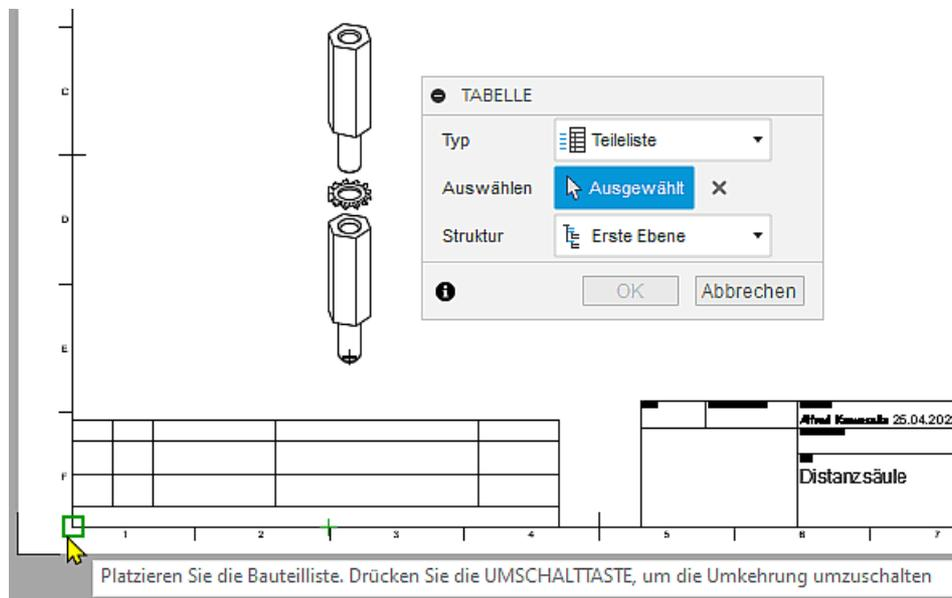 C
TABELLE
Typ
Teileliste
Auswählen
Ausgewählt
D
Struktur
Erste Ebene
OK
Abbrechen
E
25.04.202
F
Distanzsäule
1 2 3 4 5 6 7
Platzieren Sie die Bauteilliste. Drücken Sie die UMSCHALTTASTE, um die Umkehrung umzuschalten